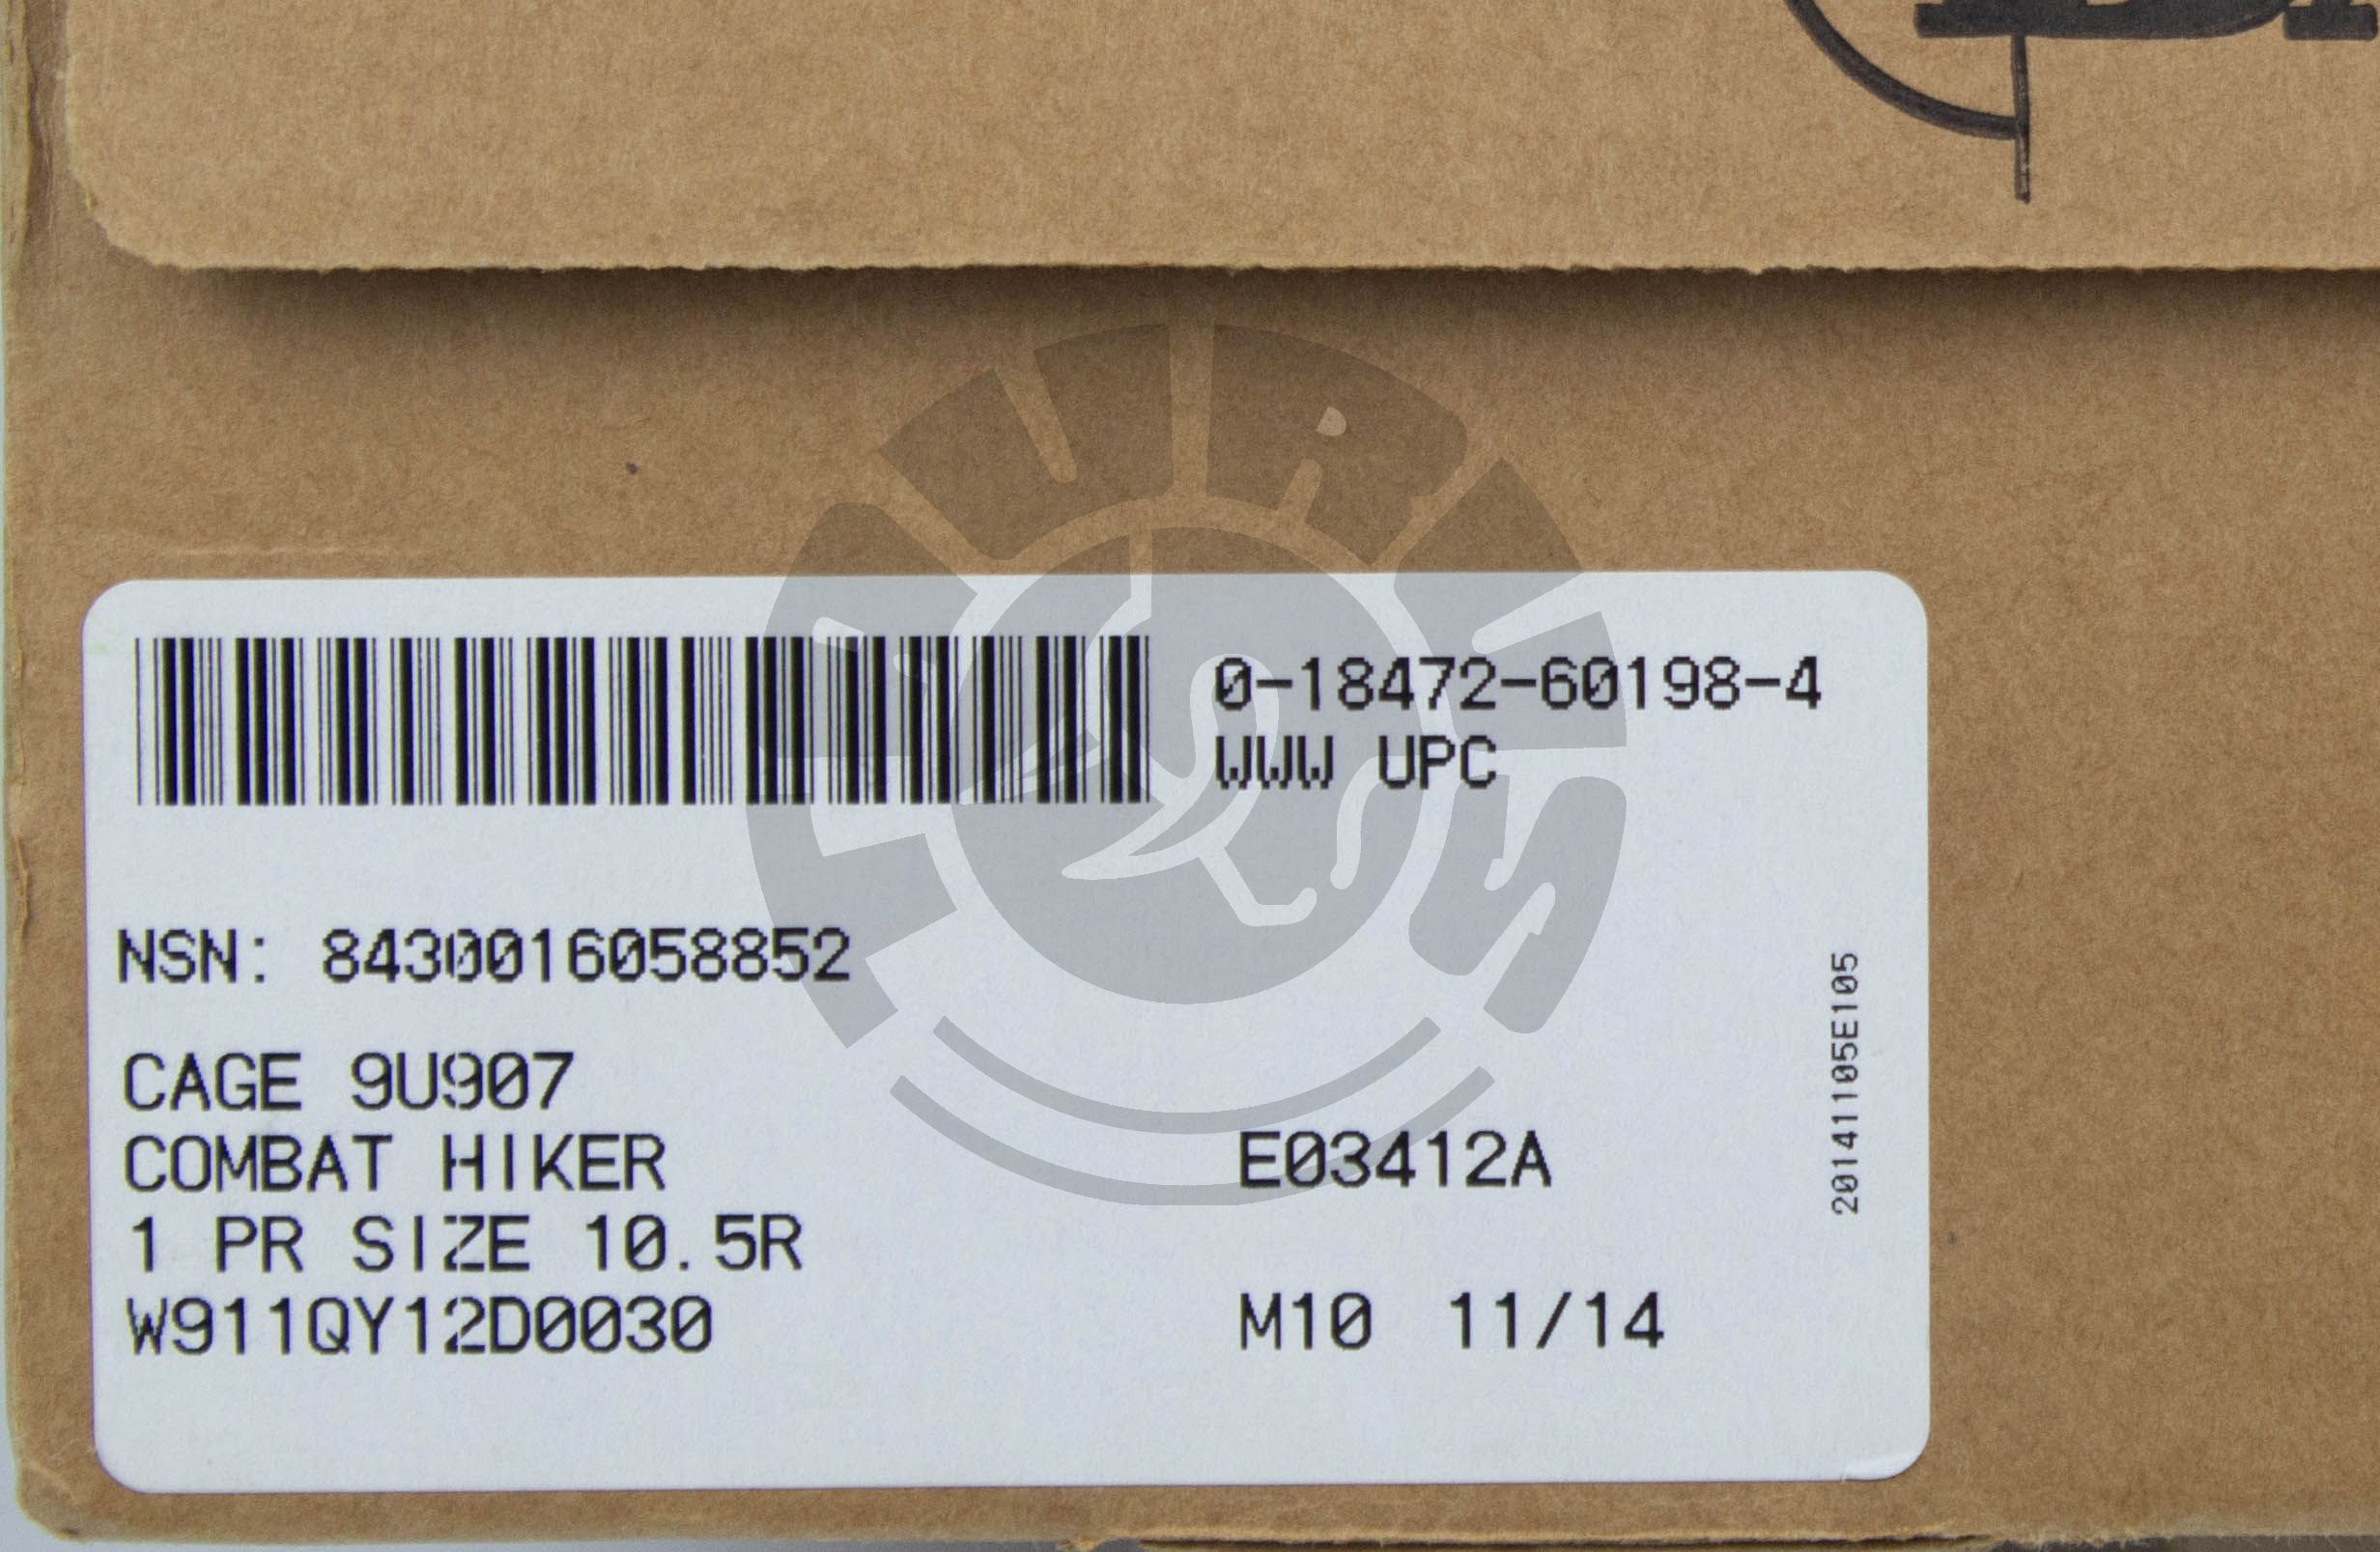 0-18472-60198-4
WWW UPC
NSN: 8430016058852
CAGE 9U907
COMBAT HIKER
E03412A
1 PR SIZE 10.5R
W911QY12D0030
M10 11/14
20141105E105